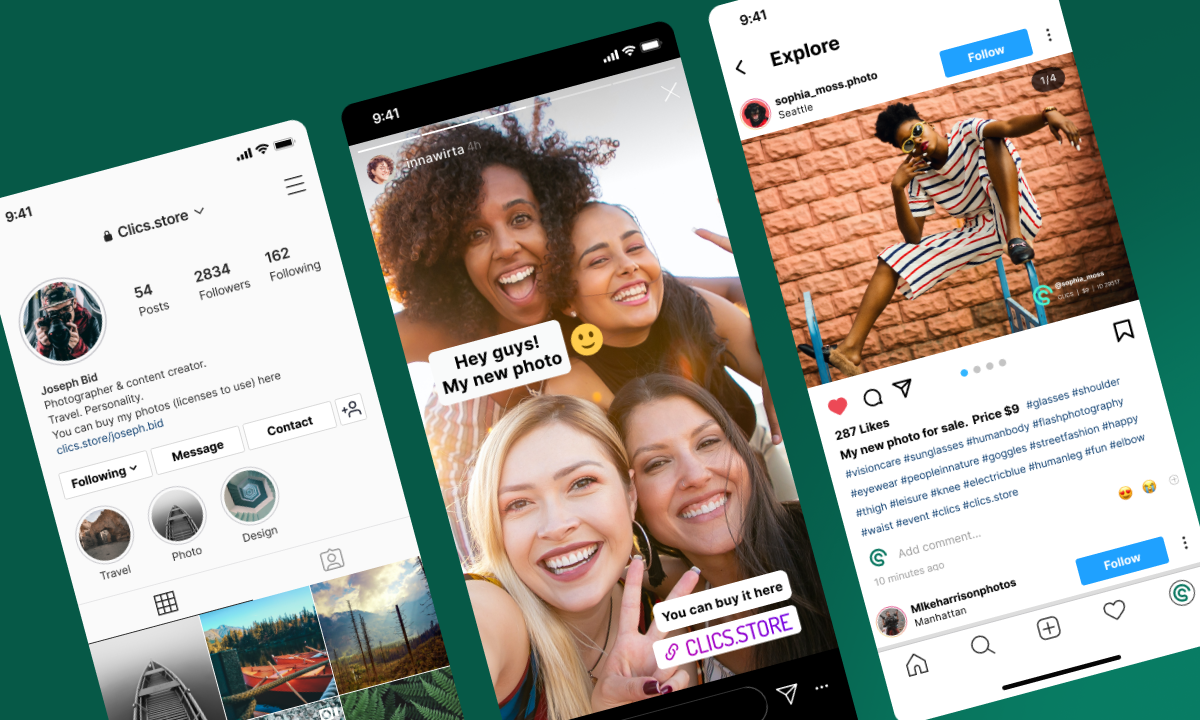 9:41
Clics.store
54
Posts
2834
Followers
162
Following
Joseph Bid
Photographer & content creator.
Travel. Personality.
You can buy my photos (licenses to use) here
clics.store/joseph.bid
Following
Message
Contact
Travel
Photo
Design
9:41
innawirta 4h
Hey guys!
My new photo
You can buy it here
CLICS.STORE
9:41
Explore
sophia_moss.photo
Seattle
Follow
1/4
@sophia_moss
CLICS | $9 | ID 29517
287 Likes
My new photo for sale. Price $9 #glasses #shoulder
#visioncare #sunglasses #humanbody #flashphotography
#eyewear #peopleinnature #goggles #streetfashion #happy
#thigh #leisure #knee #electricblue #humanleg #fun #elbow
#waist #event #clics #clics.store
Add comment...
10 minutes ago
MIkeharrisonphotos
Manhattan
Follow